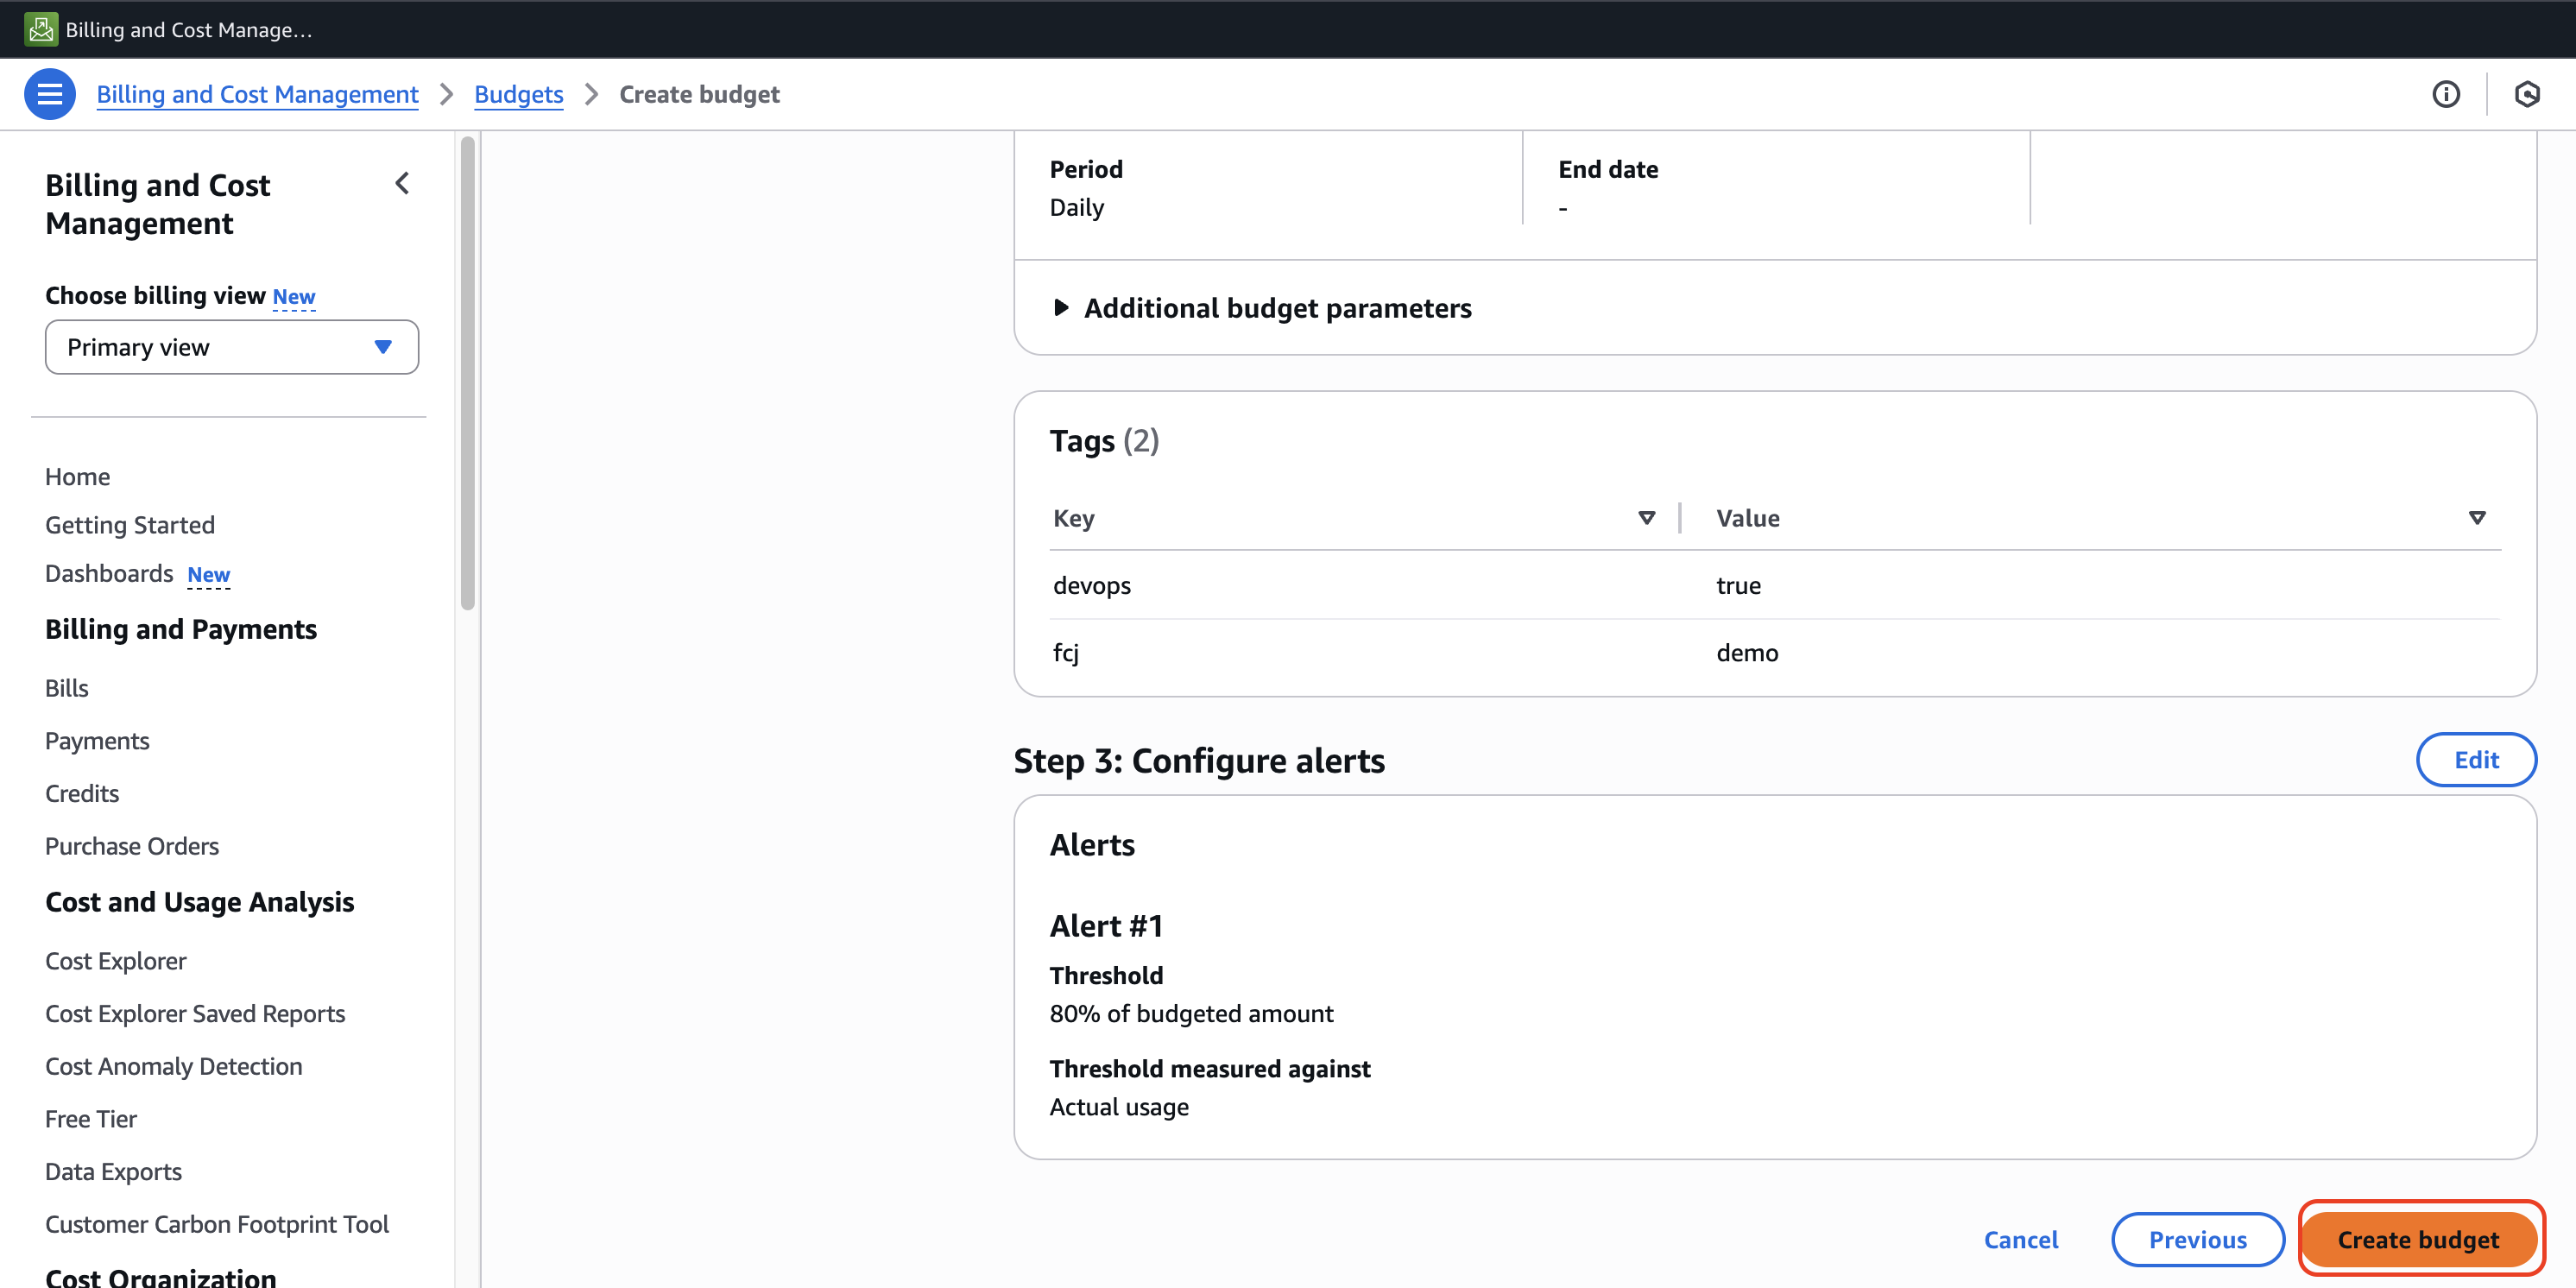 Billing and Cost Manage...
Billing and Cost Management > Budgets > Create budget
Billing and Cost
Management
Choose billing view New
Primary view
Home
Getting Started
Dashboards New
Billing and Payments
Bills
Payments
Credits
Purchase Orders
Cost and Usage Analysis
Cost Explorer
Cost Explorer Saved Reports
Cost Anomaly Detection
Free Tier
Data Exports
Customer Carbon Footprint Tool
Cost Organization
Period
Daily
End date
-
Additional budget parameters
Tags (2)
Key Value
devops true
fcj demo
Step 3: Configure alerts
Edit
Alerts
Alert #1
Threshold
80% of budgeted amount
Threshold measured against
Actual usage
Cancel Previous Create budget